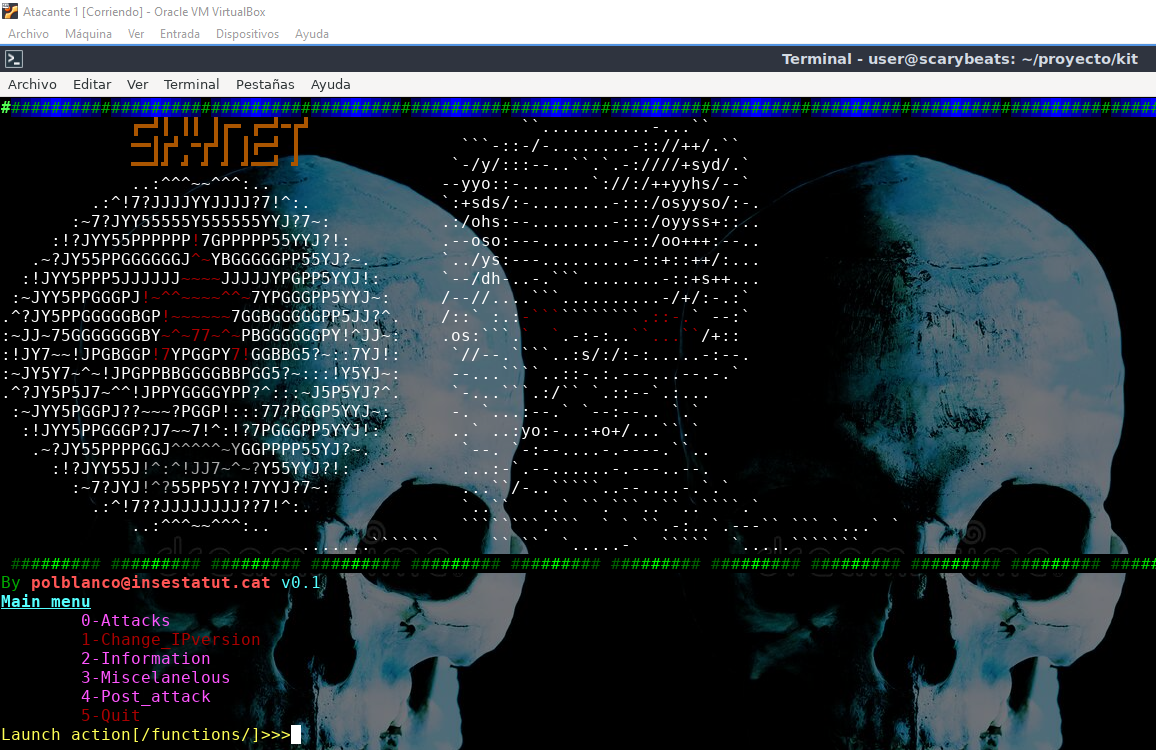 Atacante 1 [Corriendo] - Oracle VM VirtualBox
Archivo Máquina Ver Entrada Dispositivos Ayuda
Terminal - user@scarybeats: ~/proyecto/kit
Archivo Editar Ver Terminal Pestañas Ayuda
SKYNET
By polblanco@insestatut.cat v0.1
Main menu
0-Attacks
1-Change_IPversion
2-Information
3-Miscelanelous
4-Post_attack
5-Quit
Launch action[/functions/]>>>